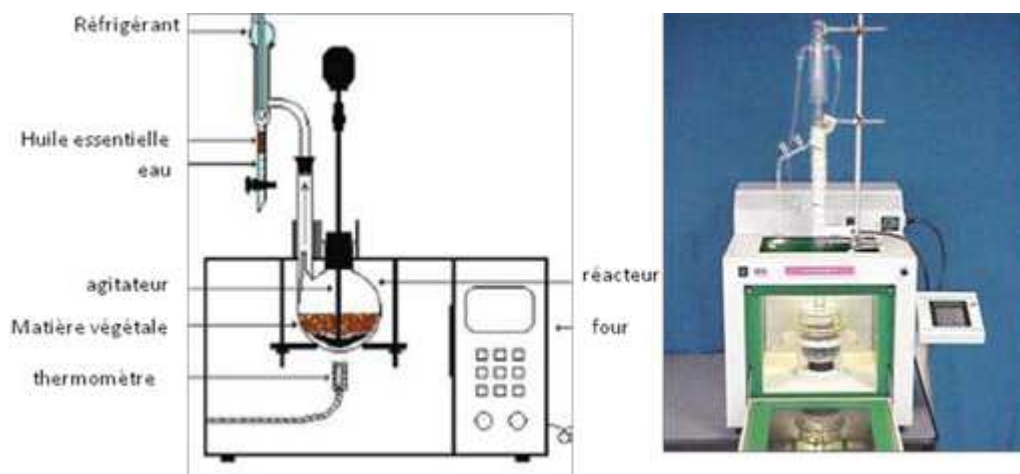 Réfrigérant
Huile essentielle
eau
agitateur
réacteur
Matière végétale
four
thermomètre